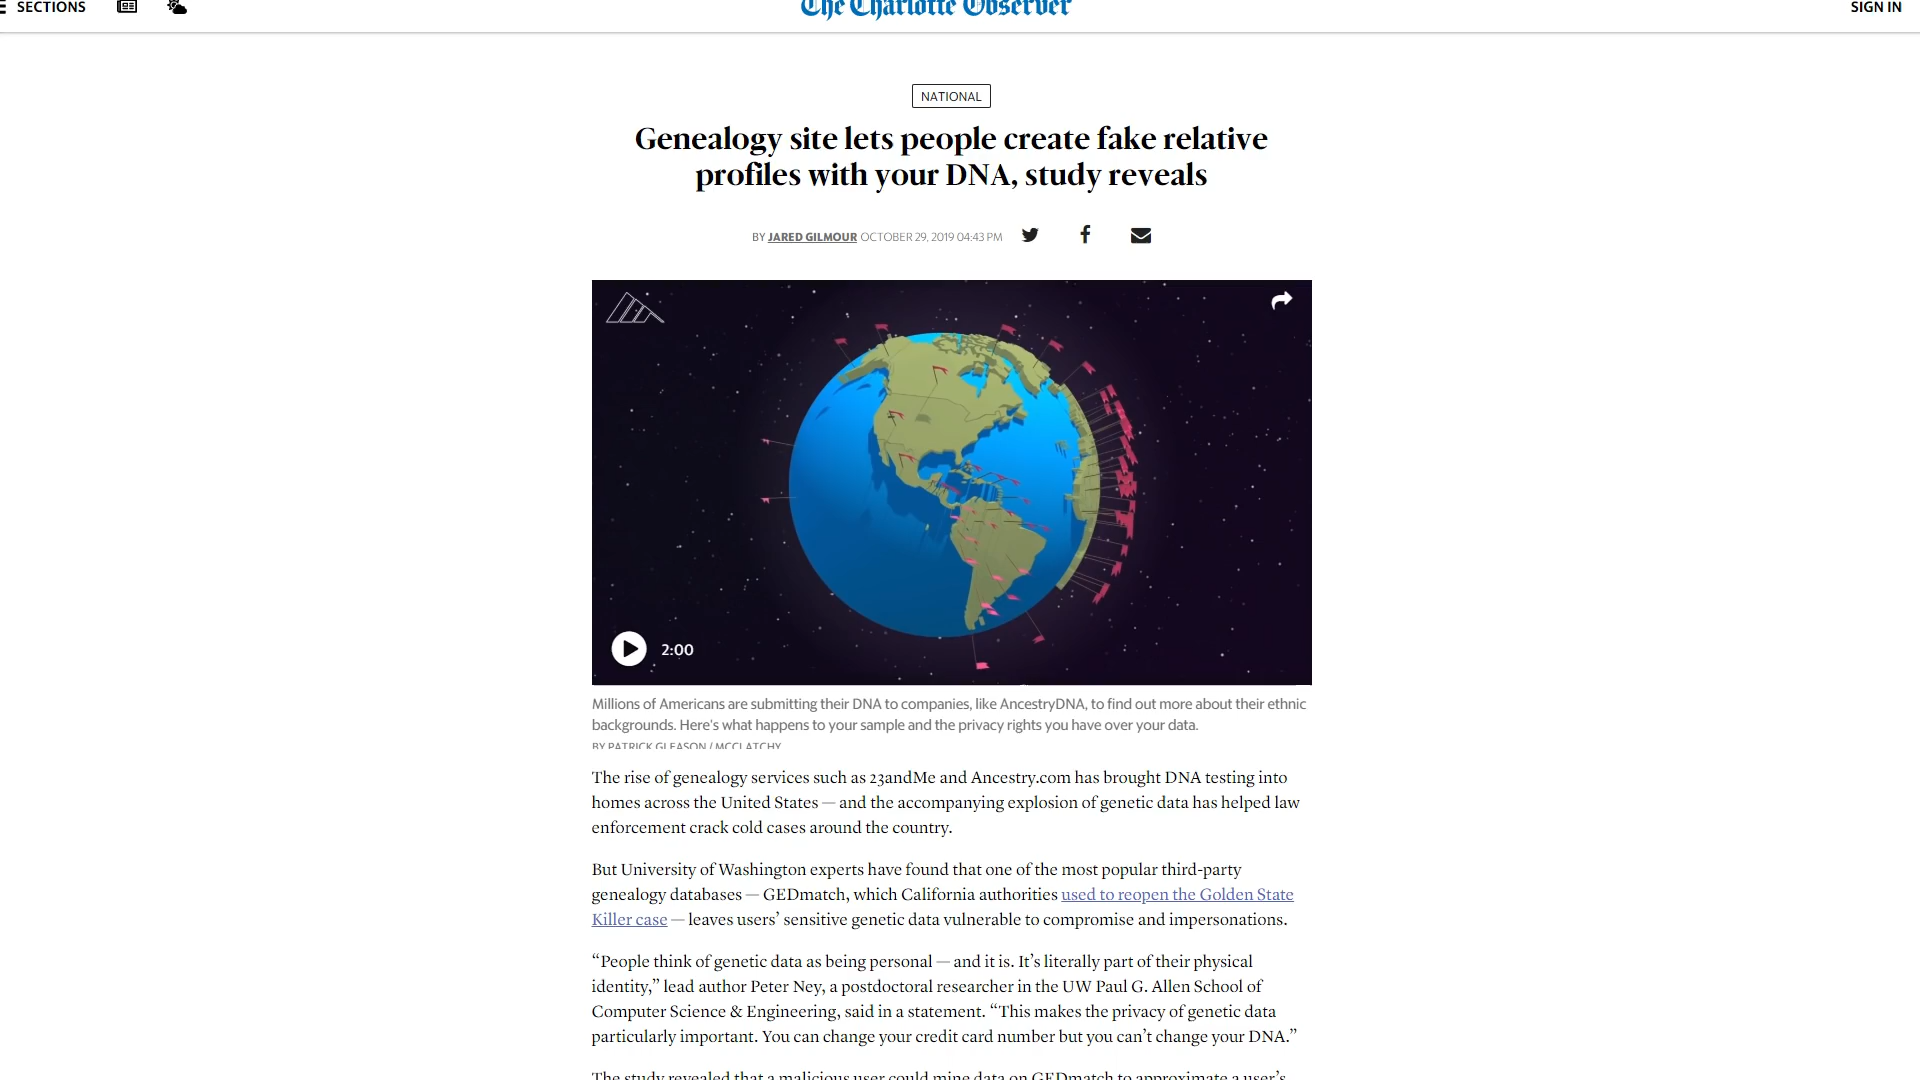 SECTIONS
The Charlotte Observer
SIGN IN
NATIONAL
Genealogy site lets people create fake relative
profiles with your DNA, study reveals
BY JARED GILMOUR OCTOBER 29, 2019 04:43 PM
2:00
Millions of Americans are submitting their DNA to companies, like AncestryDNA, to find out more about their ethnic
backgrounds. Here's what happens to your sample and the privacy rights you have over your data.
BY PATRICK GLEASON / MCCLATCHY
The rise of genealogy services such as 23andMe and Ancestry.com has brought DNA testing into
homes across the United States — and the accompanying explosion of genetic data has helped law
enforcement crack cold cases around the country.
But University of Washington experts have found that one of the most popular third-party
genealogy databases — GEDmatch, which California authorities used to reopen the Golden State
Killer case — leaves users’ sensitive genetic data vulnerable to compromise and impersonations.
“People think of genetic data as being personal — and it is. It’s literally part of their physical
identity,” lead author Peter Ney, a postdoctoral researcher in the UW Paul G. Allen School of
Computer Science & Engineering, said in a statement. “This makes the privacy of genetic data
particularly important. You can change your credit card number but you can’t change your DNA.”
The study revealed that a malicious user could mine data on GEDmatch to approximate a user’s